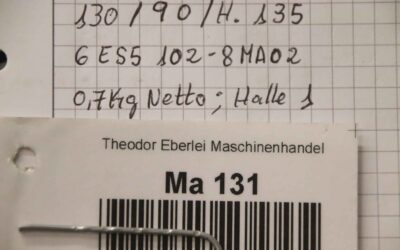 130/90/H. 135
6ES5 102-8MA02
0,7Kg Netto; Halle 1
Theodor Eberlei Maschinenhandel
Ma 131